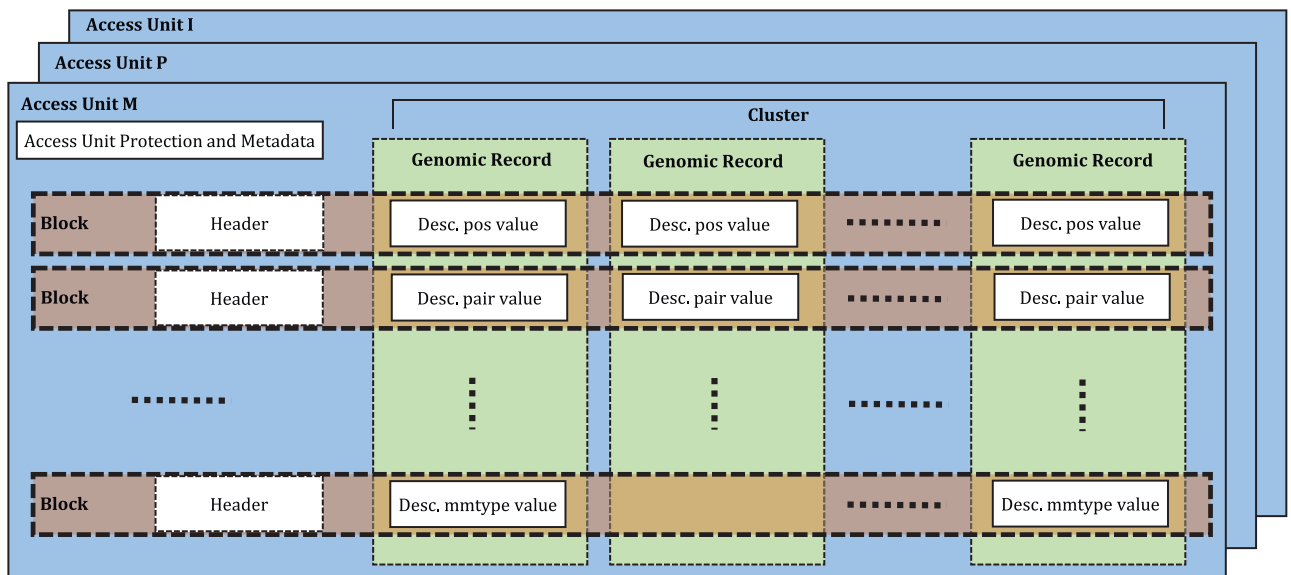 Access Unit I
Access Unit P
Access Unit M
Cluster
Access Unit Protection and Metadata
Genomic Record Genomic Record Genomic Record
Block Header Desc. pos value Desc. pos value Desc. pos value
Block Header Desc. pair value Desc. pair value Desc. pair value
Block Header Desc. mmtype value Desc. mmtype value